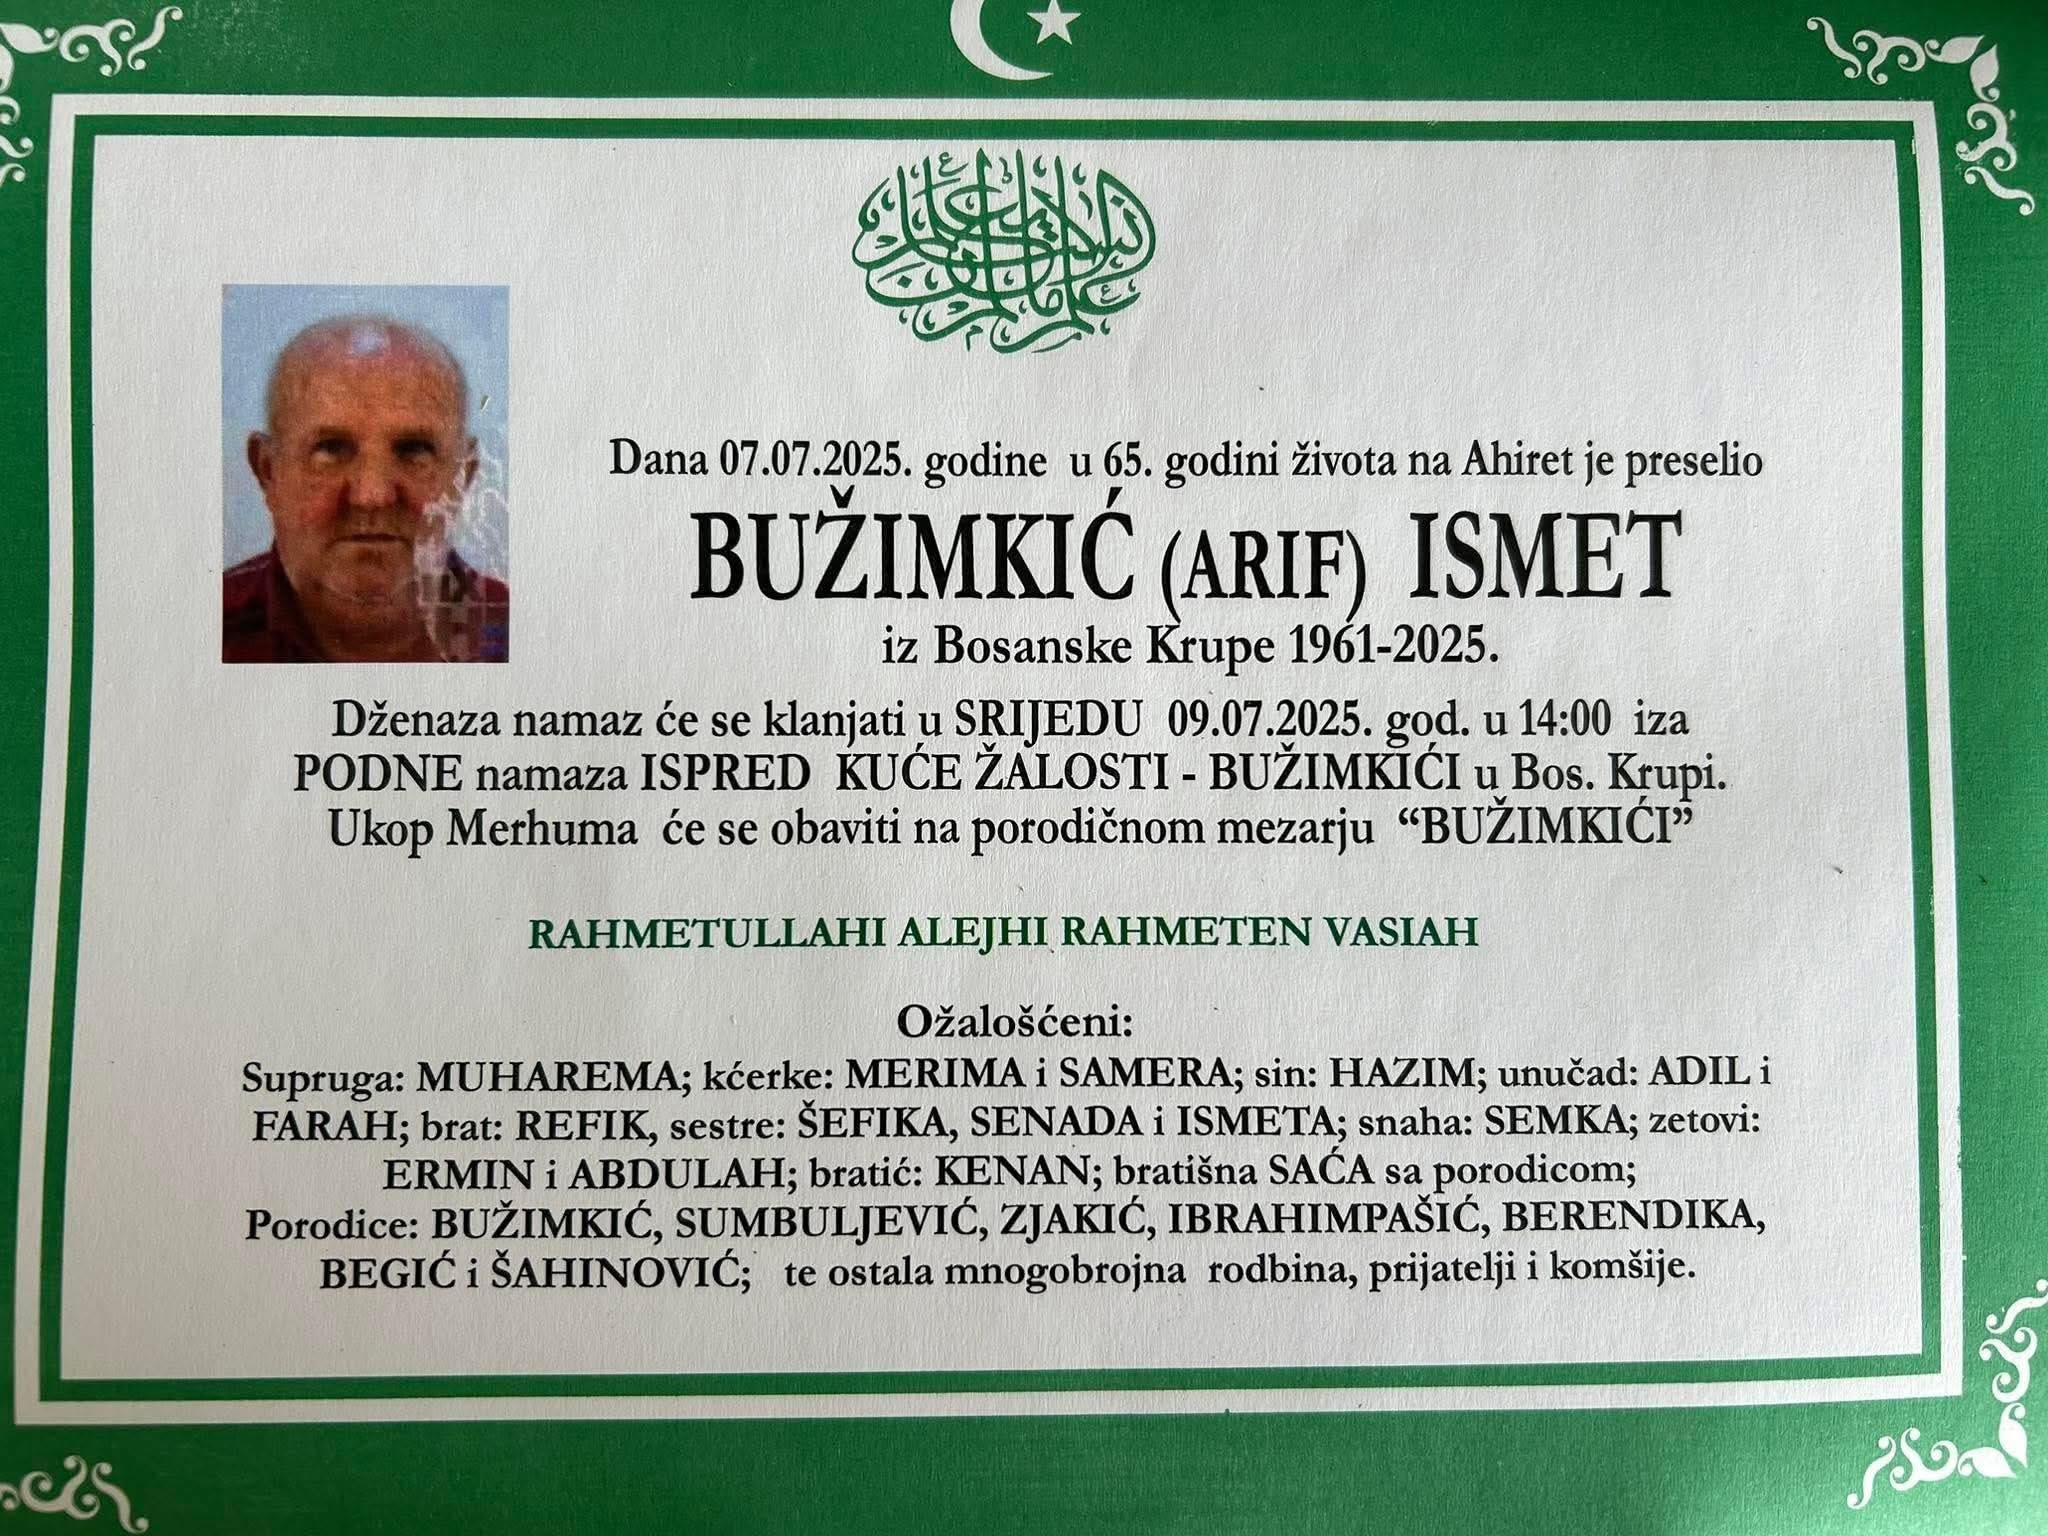 Dana 07.07.2025. godine u 65. godini života na Ahiret je preselio
BUŽIMKIĆ (ARIF) ISMET
iz Bosanske Krupe 1961-2025.
Dženaza namaz će se klanjati u SRIJEDU 09.07.2025. god. u 14:00 iza
PODNE namaza ISPRED KUĆE ŽALOSTI - BUŽIMKIĆI u Bos. Krupi.
Ukop Merhuma će se obaviti na porodičnom mezarju “BUŽIMKIĆI”
RAHMETULLAHI ALEJHI RAHMETEN VASIAH
Ožalošćeni:
Supruga: MUHAREMA; kćerke: MERIMA i SAMERA; sin: HAZIM; unučad: ADIL i
FARAH; brat: REFIK, sestre: ŠEFIKA, SENADA i ISMETA; snaha: SEMKA; zetovi:
ERMIN i ABDULAH; bratić: KENAN; bratišna SAĆA sa porodicom;
Porodice: BUŽIMKIĆ, SUMBULJEVIĆ, ZJAKIĆ, IBRAHIMPAŠIĆ, BERENDIKA,
BEGIĆ i ŠAHINOVIĆ; te ostala mnogobrojna rodbina, prijatelji i komšije.